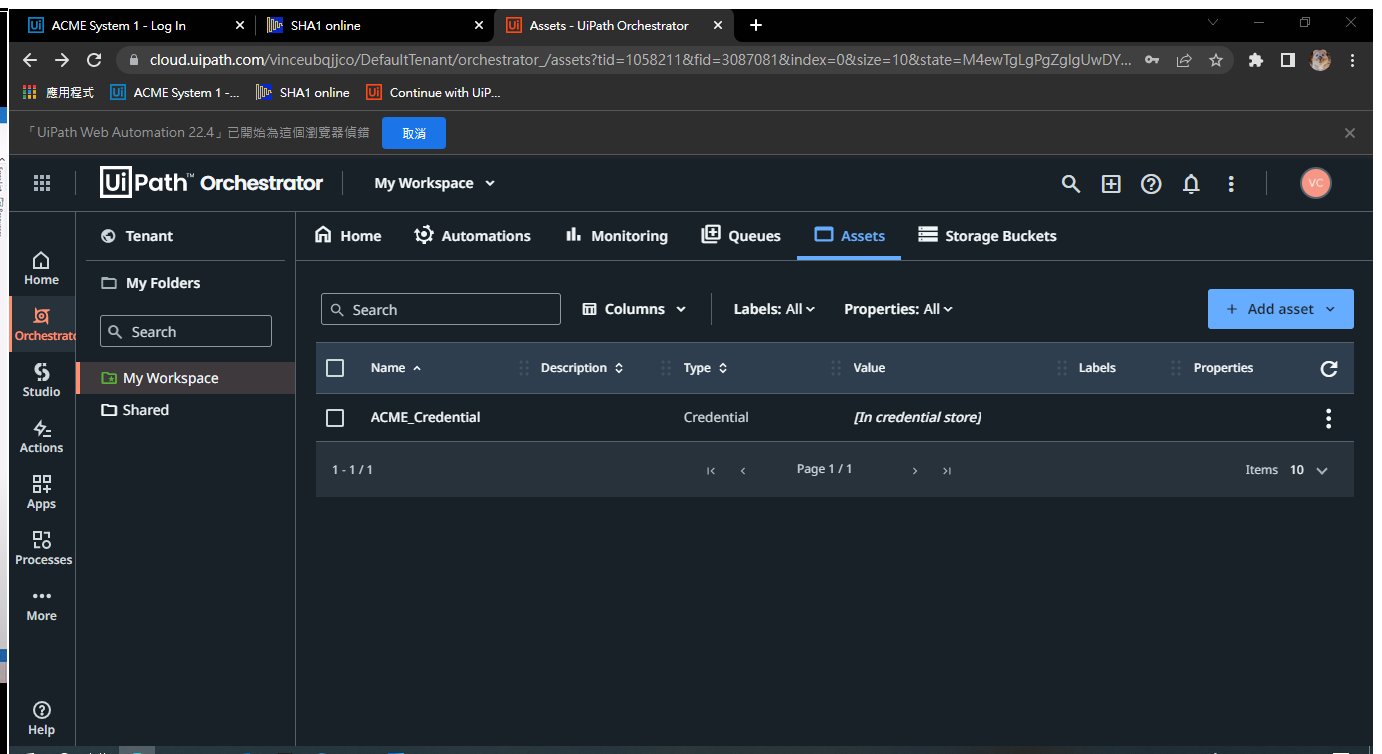 ACME System 1 - Log In
SHA1 online
Assets - UiPath Orchestrator
cloud.uipath.com/vinceubqjjco/DefaultTenant/orchestrator_/assets?tid=1058211&fid=3087081&index=0&size=10&state=M4ewTgLgPgZgIgUwDY...
應用程式
ACME System 1 -...
SHA1 online
Continue with UiP...
「UiPath Web Automation 22.4」已開始為這個瀏覽器偵錯
取消
UiPath™ Orchestrator
My Workspace
VC
Home
Orchestrato
Studio
Actions
Apps
Processes
More
Help
Tenant
My Folders
Search
My Workspace
Shared
Home
Automations
Monitoring
Queues
Assets
Storage Buckets
Search
Columns
Labels: All
Properties: All
+ Add asset
Name
Description
Type
Value
Labels
Properties
ACME_Credential
Credential
[In credential store]
1 - 1 / 1
Page 1 / 1
Items 10